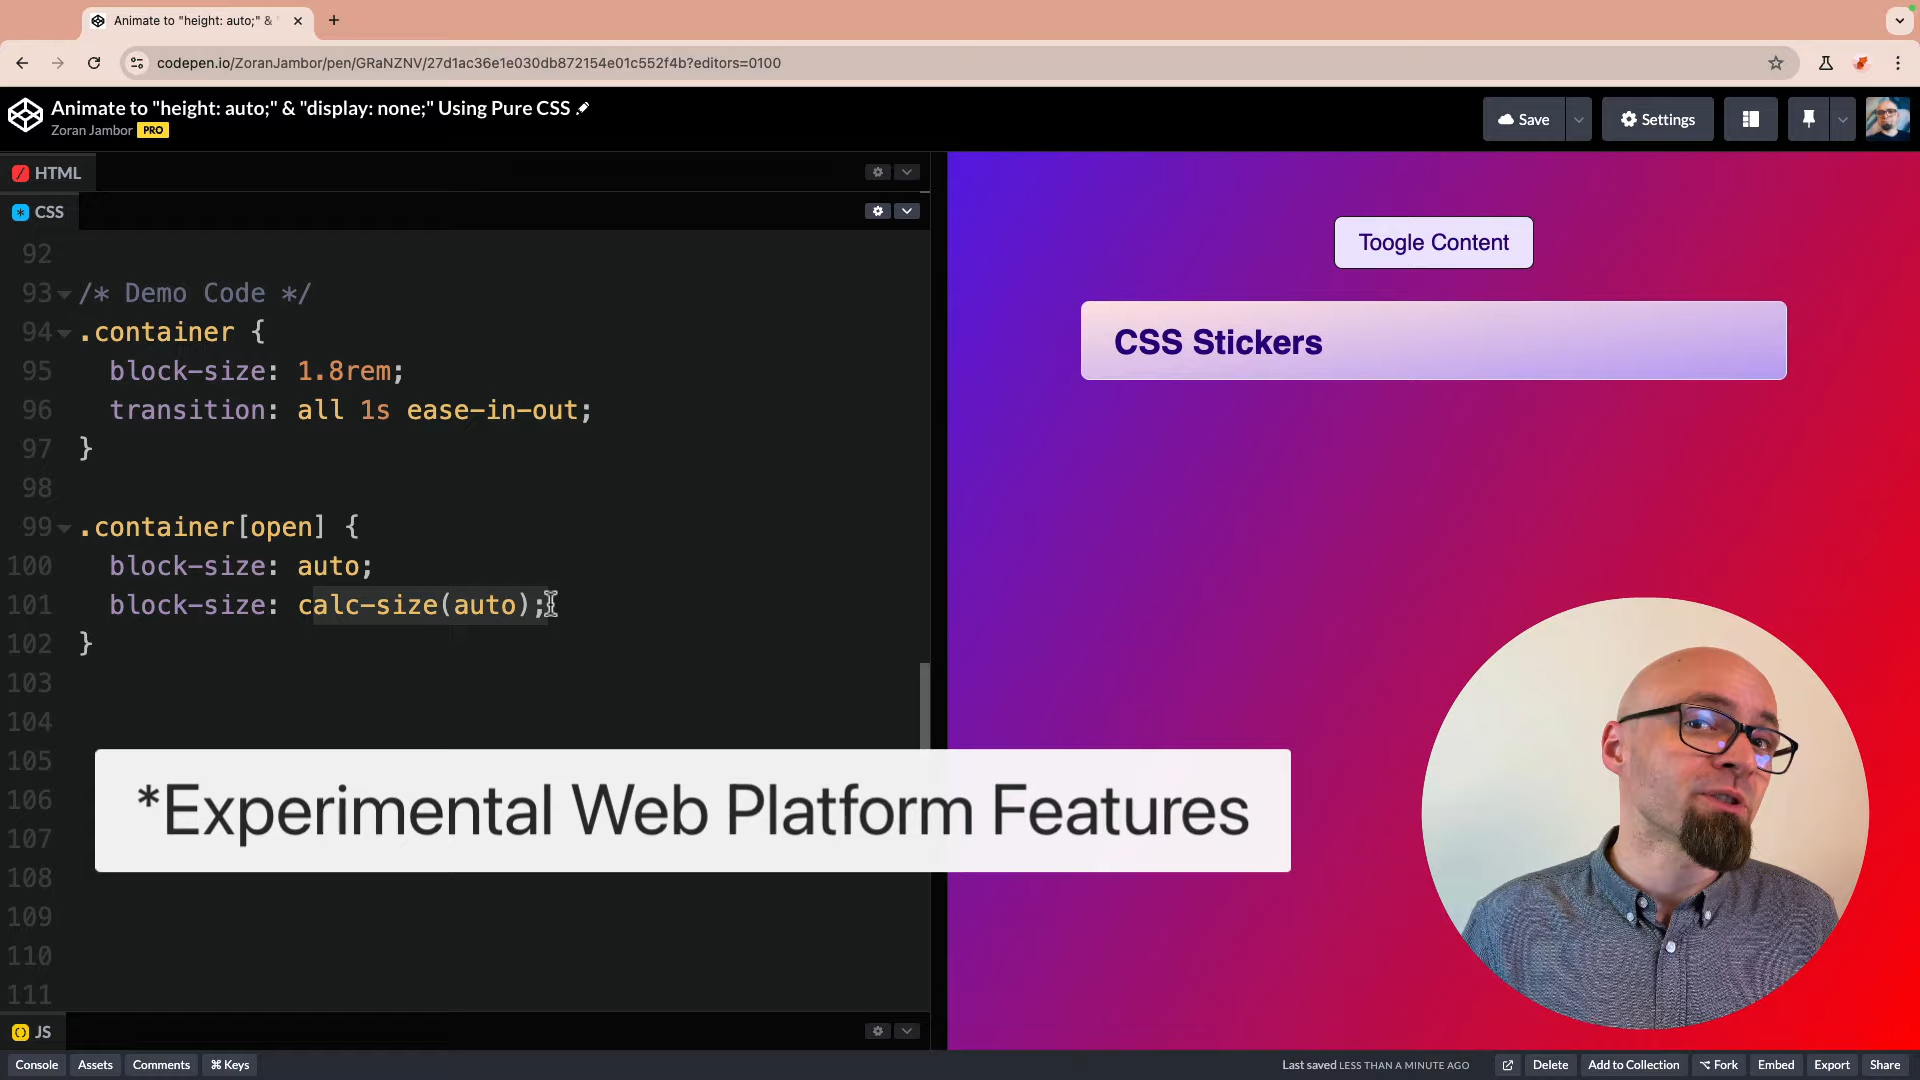 Animate to "height: auto;" &
codepen.io/ZoranJambor/pen/GRaNZNV/27d1ac36e1e030db872154e01c552f4b?editors=0100
Animate to "height: auto;" & "display: none;" Using Pure CSS
Zoran Jambor PRO
Save
Settings
HTML
CSS
92
93 /* Demo Code */
94 .container {
95 block-size: 1.8rem;
96 transition: all 1s ease-in-out;
97 }
98
99 .container[open] {
100 block-size: auto;
101 block-size: calc-size(auto);
102 }
103
104
105
106
107
108
109
110
111
Toogle Content
CSS Stickers
*Experimental Web Platform Features
JS
Console Assets Comments ⌘ Keys
Last saved LESS THAN A MINUTE AGO
Delete Add to Collection ⌥ Fork Embed Export Share